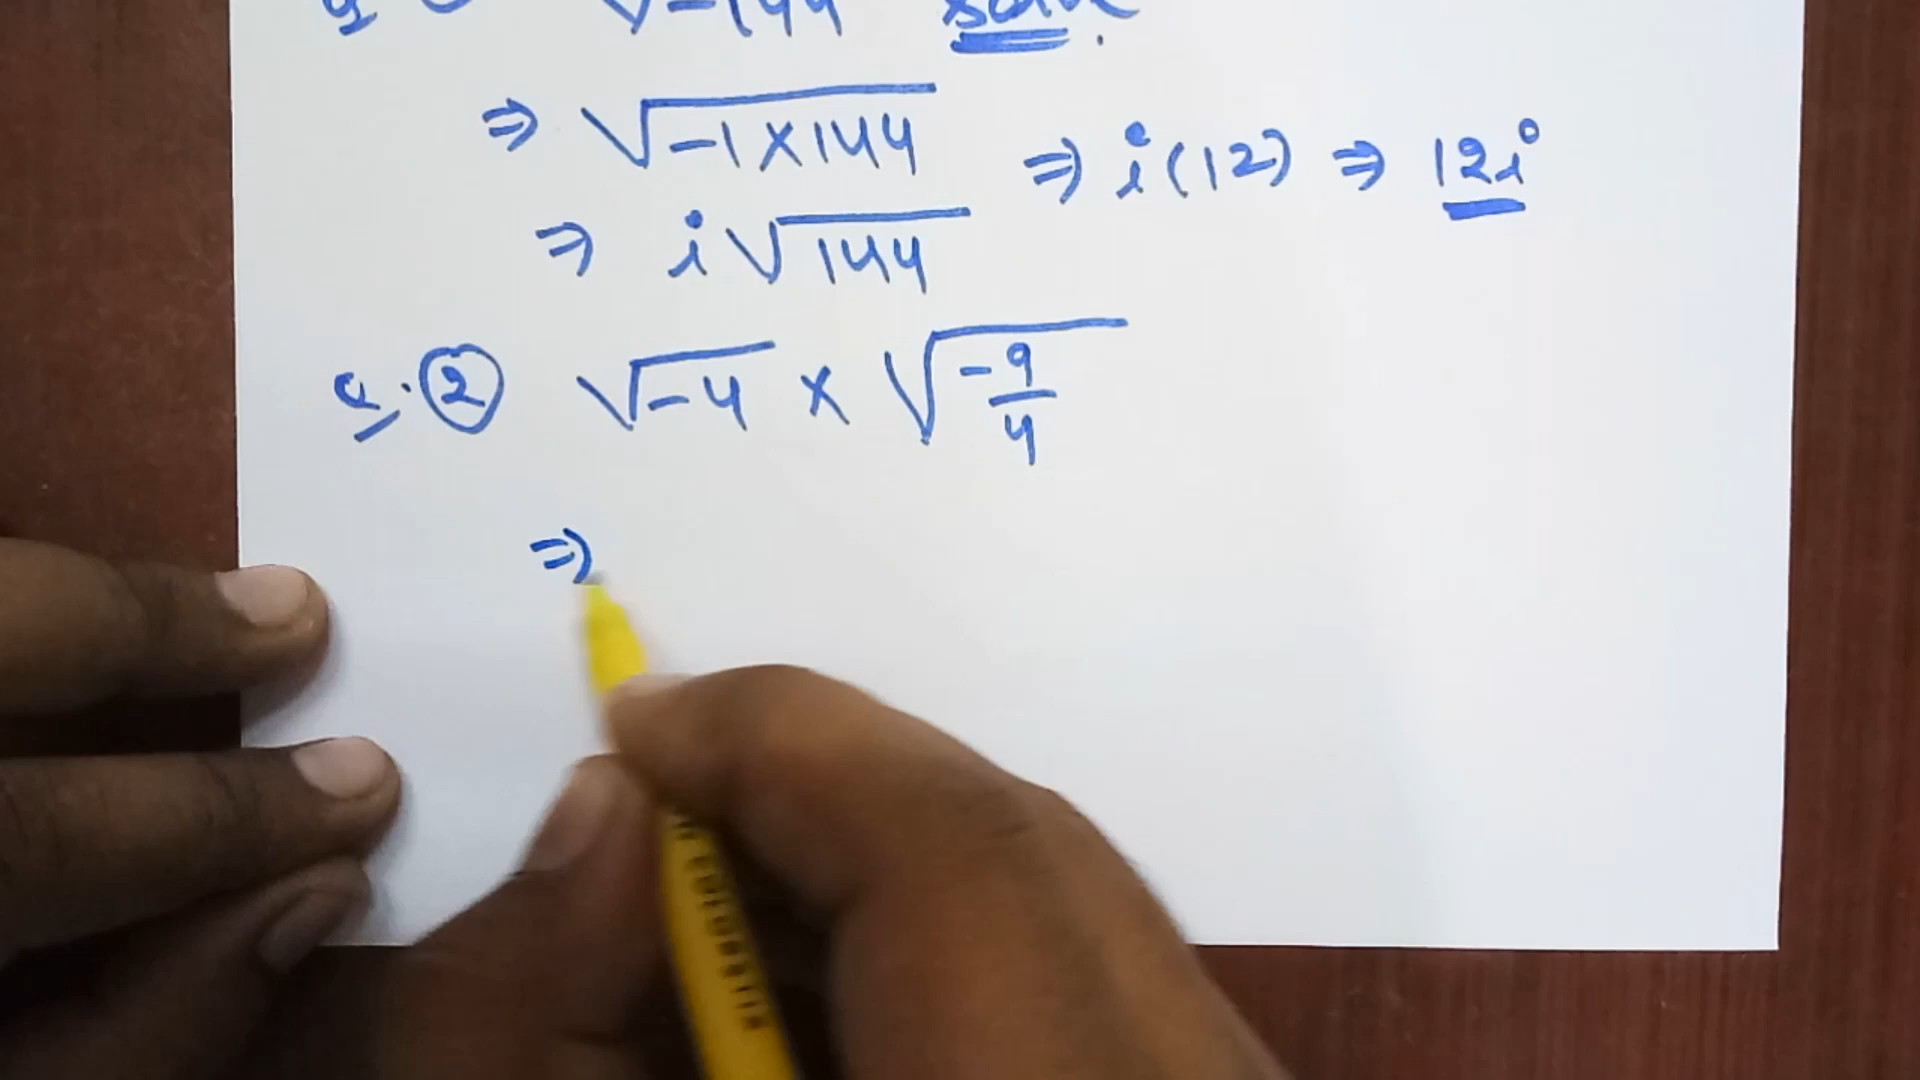 √-144 solve.
⇒ √-1×144 ⇒ i(12) ⇒ 12i
⇒ i√144
Q.② √-4 × √-9/4
⇒